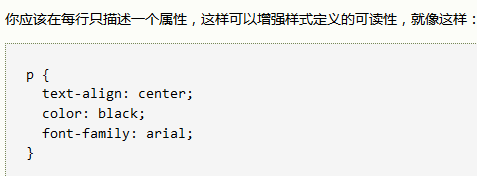 你应该在每行只描述一个属性，这样可以增强样式定义的可读性，就像这样：
p {
  text-align: center;
  color: black;
  font-family: arial;
}